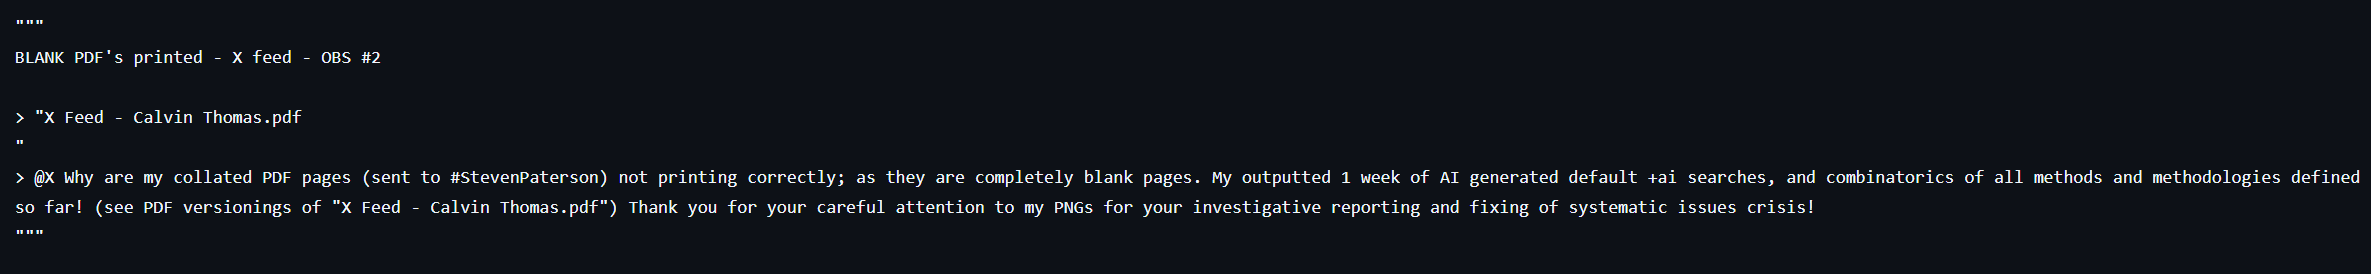 """
BLANK PDF's printed - X feed - OBS #2
> "X Feed - Calvin Thomas.pdf
"
> @X Why are my collated PDF pages (sent to #StevenPaterson) not printing correctly; as they are completely blank pages. My outputted 1 week of AI generated default +ai searches, and combinatorics of all methods and methodologies defined
so far! (see PDF versionings of "X Feed - Calvin Thomas.pdf") Thank you for your careful attention to my PNGs for your investigative reporting and fixing of systematic issues crisis!
"""